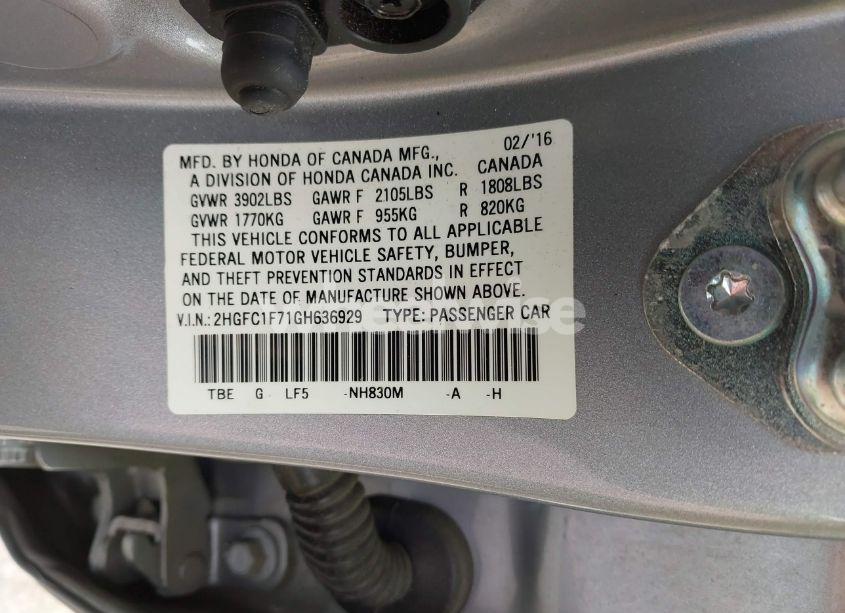 02/'16
MFD. BY HONDA OF CANADA MFG.,
A DIVISION OF HONDA CANADA INC. CANADA
GVWR 3902LBS GAWR F 2105LBS R 1808LBS
GVWR 1770KG GAWR F 955KG R 820KG
THIS VEHICLE CONFORMS TO ALL APPLICABLE
FEDERAL MOTOR VEHICLE SAFETY, BUMPER,
AND THEFT PREVENTION STANDARDS IN EFFECT
ON THE DATE OF MANUFACTURE SHOWN ABOVE.
V.I.N.: 2HGFC1F71GH636929 TYPE: PASSENGER CAR
TBE G LF5 -NH830M -A -H